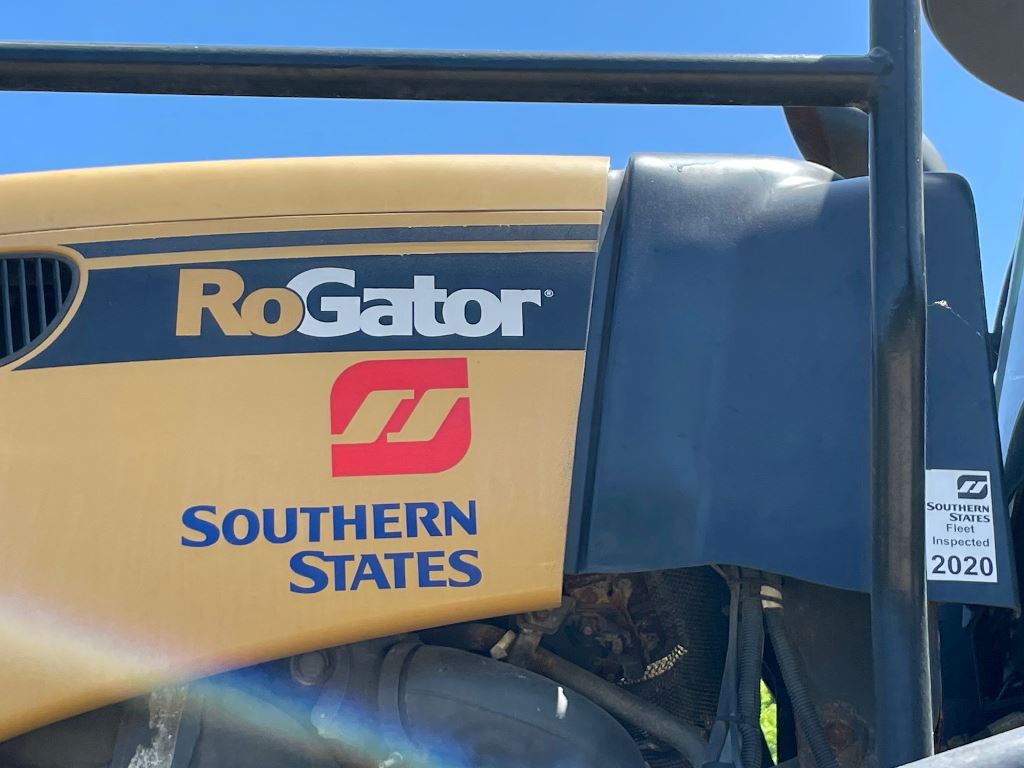 RoGator®
SOUTHERN
STATES
SOUTHERN
STATES
Fleet
Inspected
2020